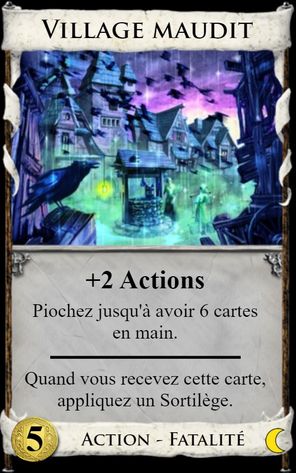 VILLAGE MAUDIT
+2 Actions
Piochez jusqu'à avoir 6 cartes
en main.
Quand vous recevez cette carte,
appliquez un Sortilège.
5 ACTION - FATALITÉ